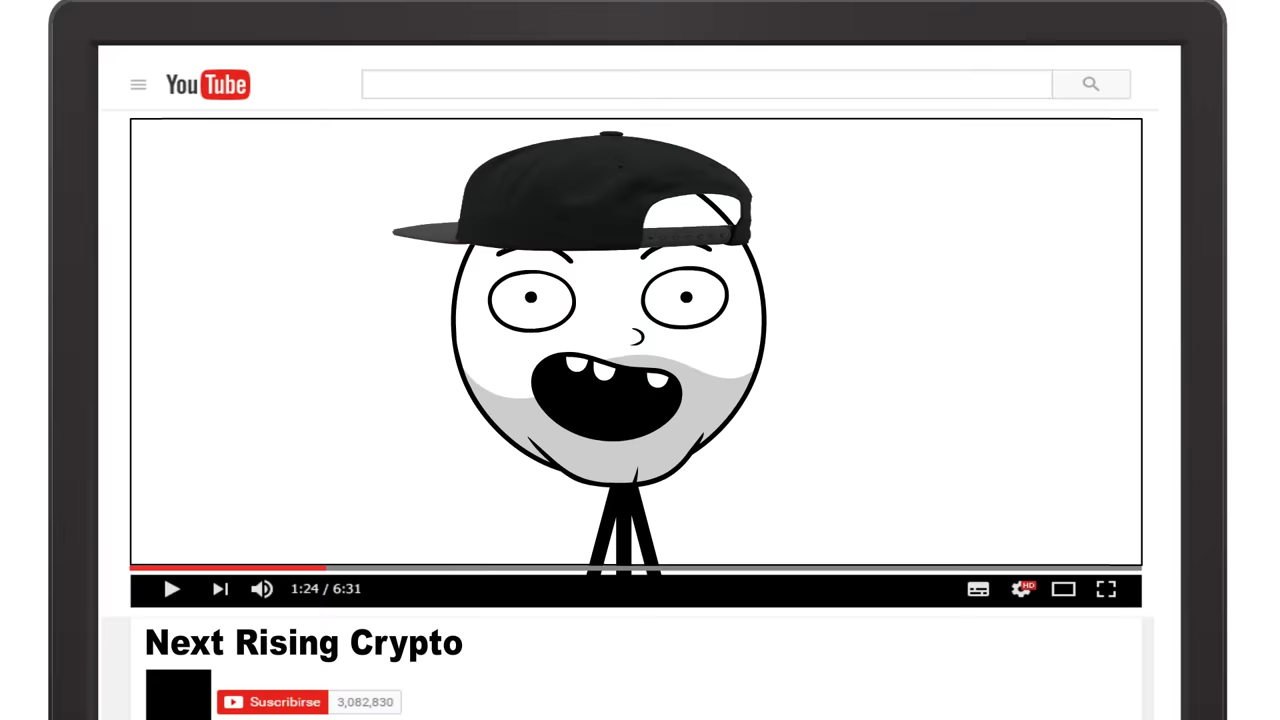 YouTube
1:24 / 6:31
HD
Next Rising Crypto
Suscribirse 3,082,830